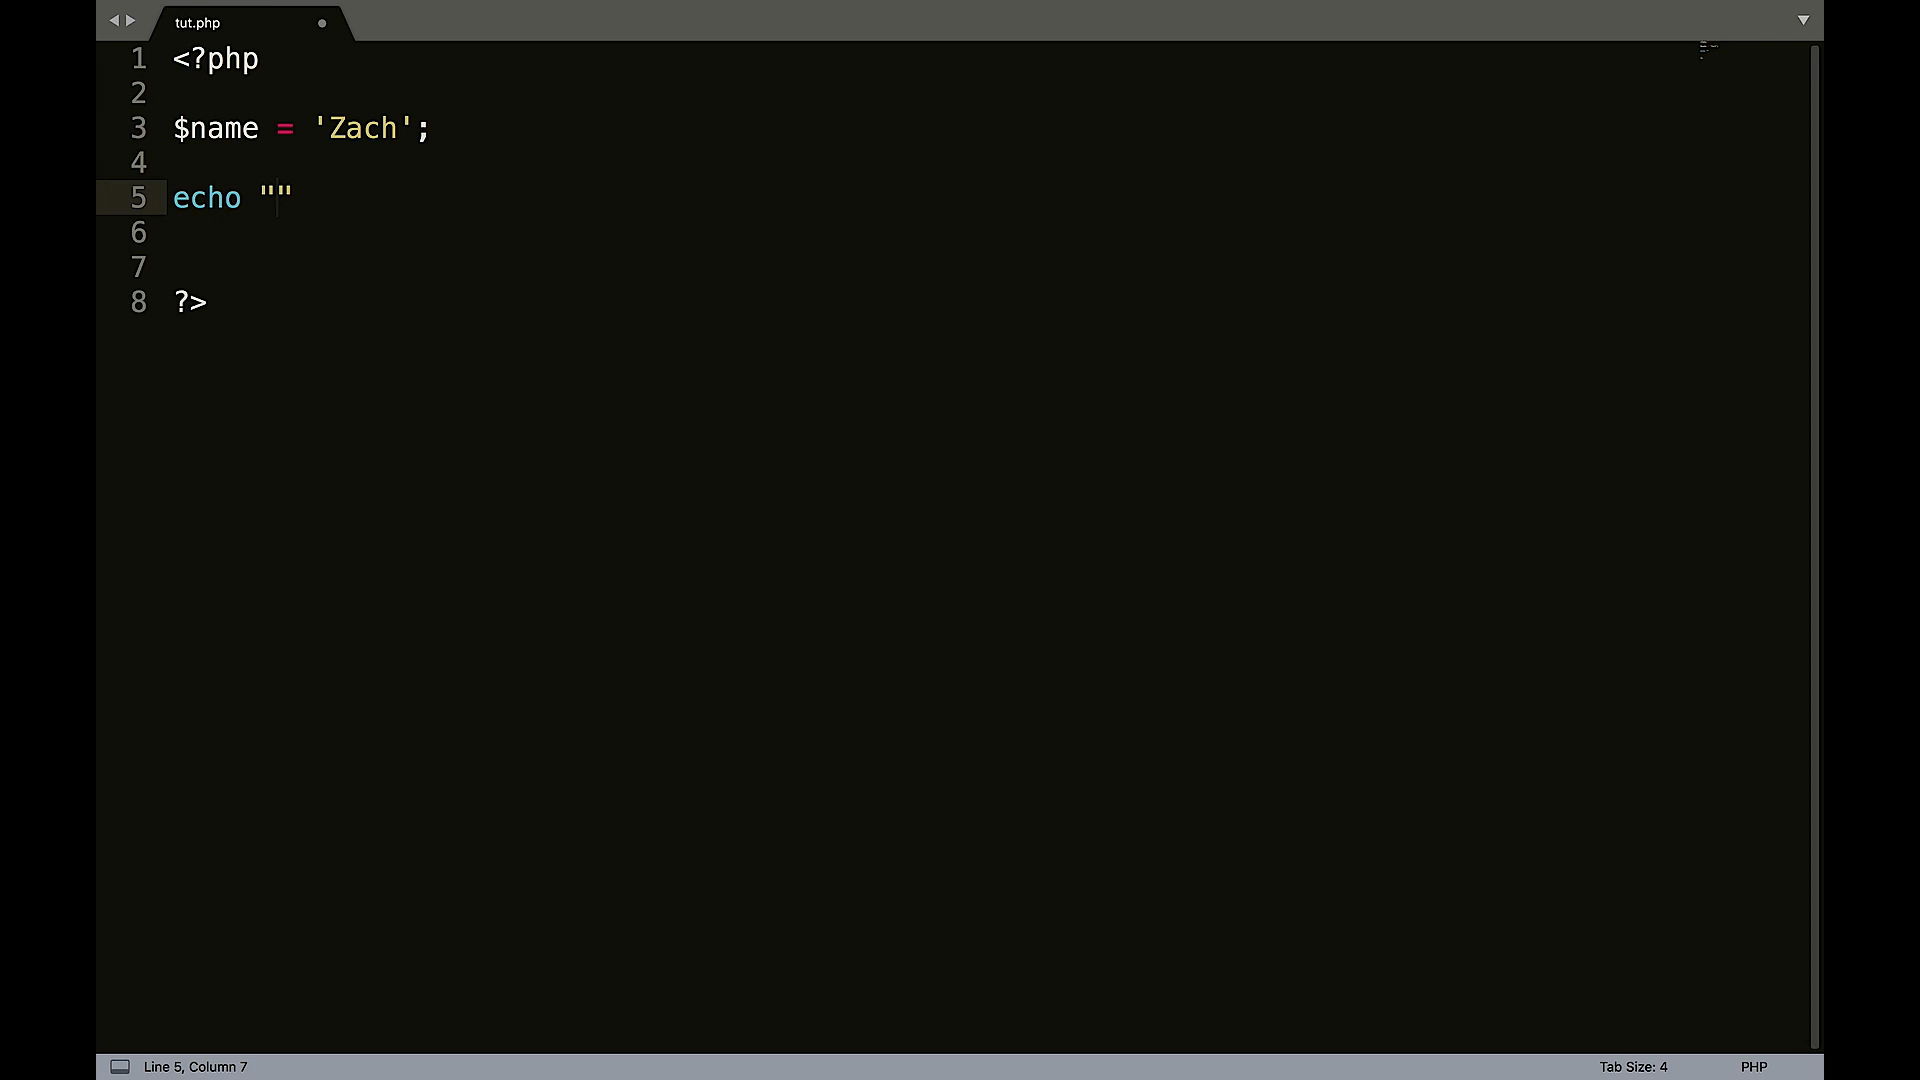 tut.php
1 <?php
2
3 $name = 'Zach';
4
5 echo ""
6
7
8 ?>
Line 5, Column 7
Tab Size: 4
PHP